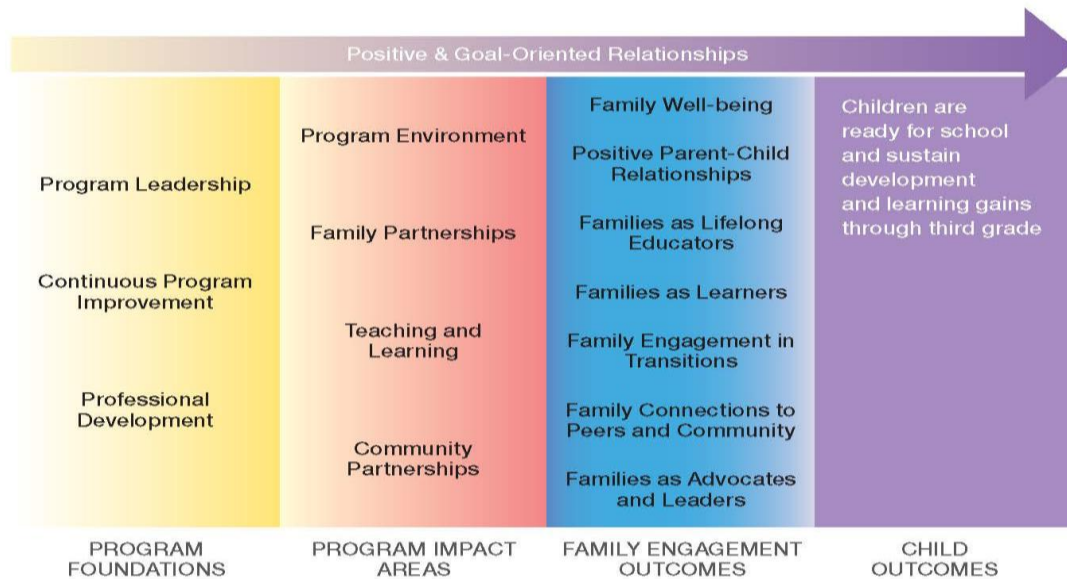 Positive & Goal-Oriented Relationships
Program Leadership
Continuous Program
Improvement
Professional
Development
PROGRAM
FOUNDATIONS
Program Environment
Family Partnerships
Teaching and
Learning
Community
Partnerships
PROGRAM IMPACT
AREAS
Family Well-being
Positive Parent-Child
Relationships
Families as Lifelong
Educators
Families as Learners
Family Engagement in
Transitions
Family Connections to
Peers and Community
Families as Advocates
and Leaders
FAMILY ENGAGEMENT
OUTCOMES
Children are
ready for school
and sustain
development
and learning gains
through third grade
CHILD
OUTCOMES